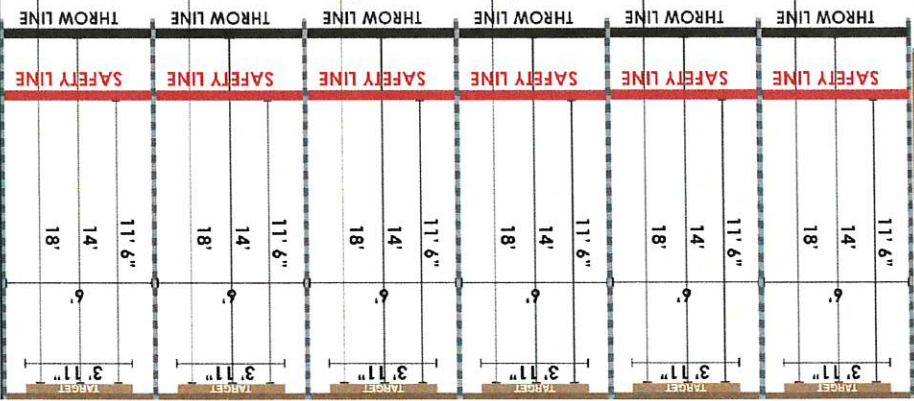 TARGET TARGET TARGET TARGET TARGET TARGET
3'11" 3'11" 3'11" 3'11" 3'11" 3'11"
6' 6' 6' 6' 6' 6'
11' 6" 14' 18' 11' 6" 14' 18' 11' 6" 14' 18' 11' 6" 14' 18' 11' 6" 14' 18' 11' 6" 14' 18'
SAFETY LINE SAFETY LINE SAFETY LINE SAFETY LINE SAFETY LINE SAFETY LINE
THROW LINE THROW LINE THROW LINE THROW LINE THROW LINE THROW LINE